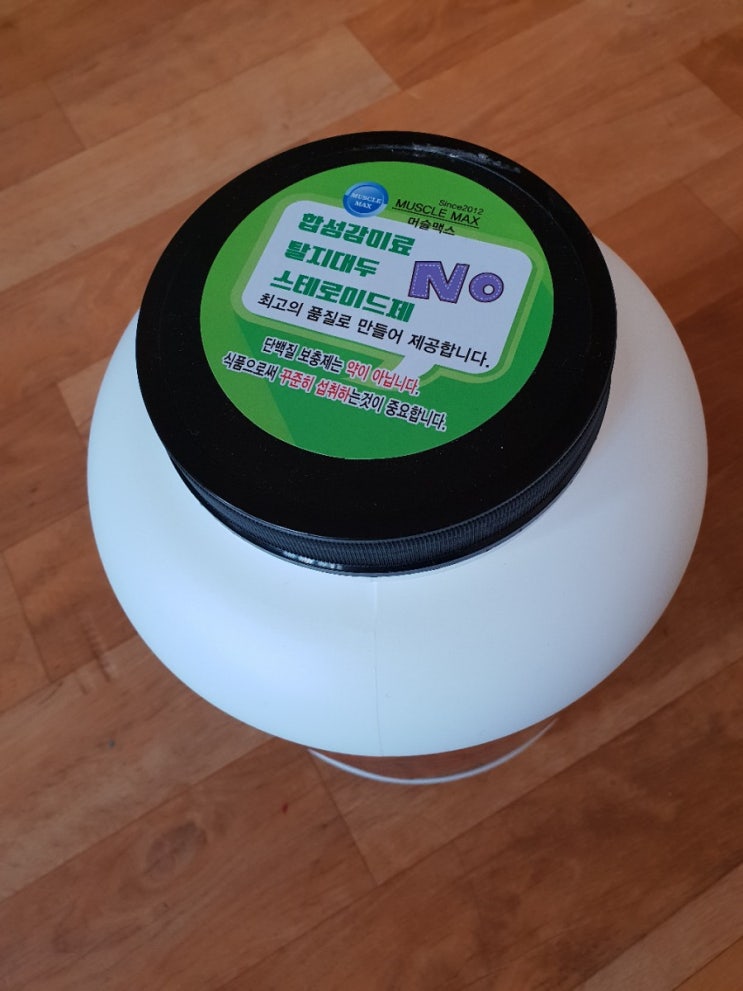 MUSCLE
MAX
Since2012
MUSCLE MAX
머슬맥스
합성감미료
탈지대두
스테로이드제
No
최고의 품질로 만들어 제공합니다.
단백질 보충제는 약이 아닙니다.
식품으로써 꾸준히 섭취하는것이 중요합니다.